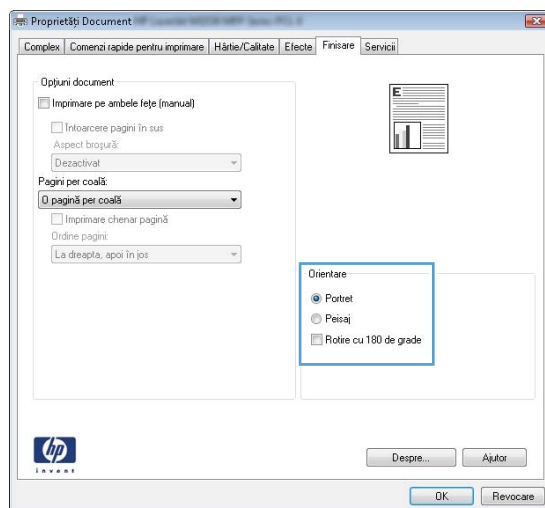 Proprietăți Document
Complex Comenzi rapide pentru imprimare Hârtie/Calitate Efecte Finisare Servicii
Opțiuni document
Imprimare pe ambele fețe (manual)
Întoarcere pagini în sus
Aspect broșură:
Dezactivat
Pagini per coală:
O pagină per coală
Imprimare chenar pagină
Ordine pagini:
La dreapta, apoi în jos
E
Orientare
Portret
Peisaj
Rotire cu 180 de grade
hp
invent
Despre... Ajutor
OK Revocare